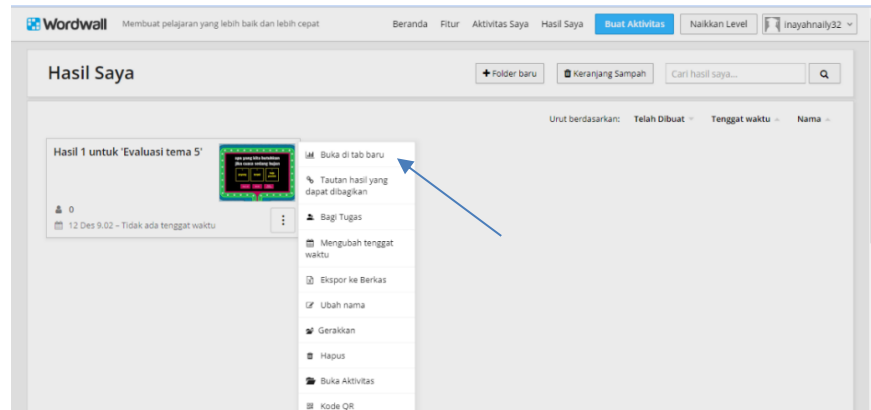 Wordwall Membuat pelajaran yang lebih baik dan lebih cepat Beranda Fitur Aktivitas Saya Hasil Saya Buat Aktivitas Naikkan Level inayahnaily32
Hasil Saya
Folder baru Keranjang Sampah Cari hasil saya...
Urut berdasarkan: Telah Dibuat Tenggat waktu Nama
Hasil 1 untuk 'Evaluasi tema 5'
0
12 Des 9.02 – Tidak ada tenggat waktu
Buka di tab baru
Tautan hasil yang
dapat dibagikan
Bagi Tugas
Mengubah tenggat
waktu
Ekspor ke Berkas
Ubah nama
Gerakkan
Hapus
Buka Aktivitas
Kode QR